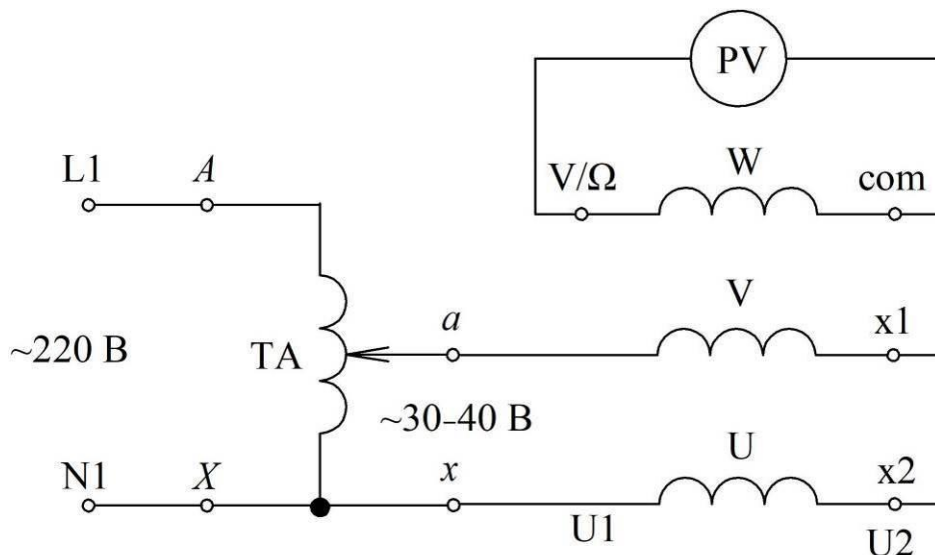 PV
W
V/Ω
com
L1
A
V
a
x1
~220 В
TA
~30-40 В
U
N1
X
x
x2
U1
U2